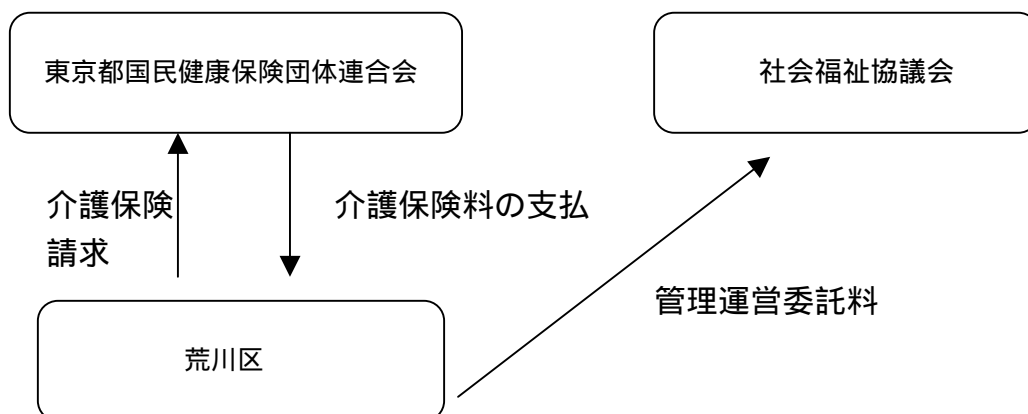 東京都国民健康保険団体連合会
社会福祉協議会
介護保険
請求
介護保険料の支払
管理運営委託料
荒川区